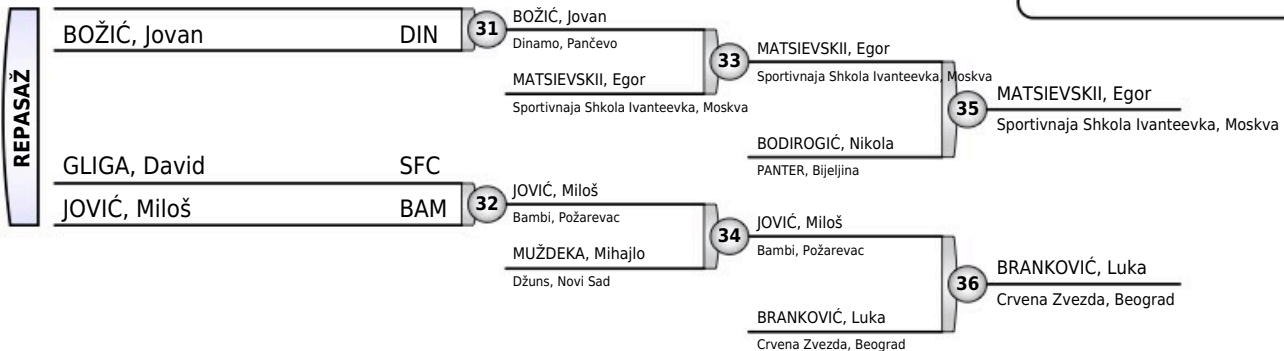 REPASAŽ
BOŽIĆ, Jovan DIN
31
BOŽIĆ, Jovan
Dinamo, Pančevo
MATSIEVSKII, Egor
Sportivnaja Shkola Ivanteevka, Moskva
33
MATSIEVSKII, Egor
Sportivnaja Shkola Ivanteevka, Moskva
BODIROGIĆ, Nikola
PANTER, Bijeljina
35
MATSIEVSKII, Egor
Sportivnaja Shkola Ivanteevka, Moskva
GLIGA, David SFC
JOVIĆ, Miloš BAM
32
JOVIĆ, Miloš
Bambi, Požarevac
MUŽDEKA, Mihajlo
Džuns, Novi Sad
34
JOVIĆ, Miloš
Bambi, Požarevac
BRANKOVIĆ, Luka
Crvena Zvezda, Beograd
36
BRANKOVIĆ, Luka
Crvena Zvezda, Beograd